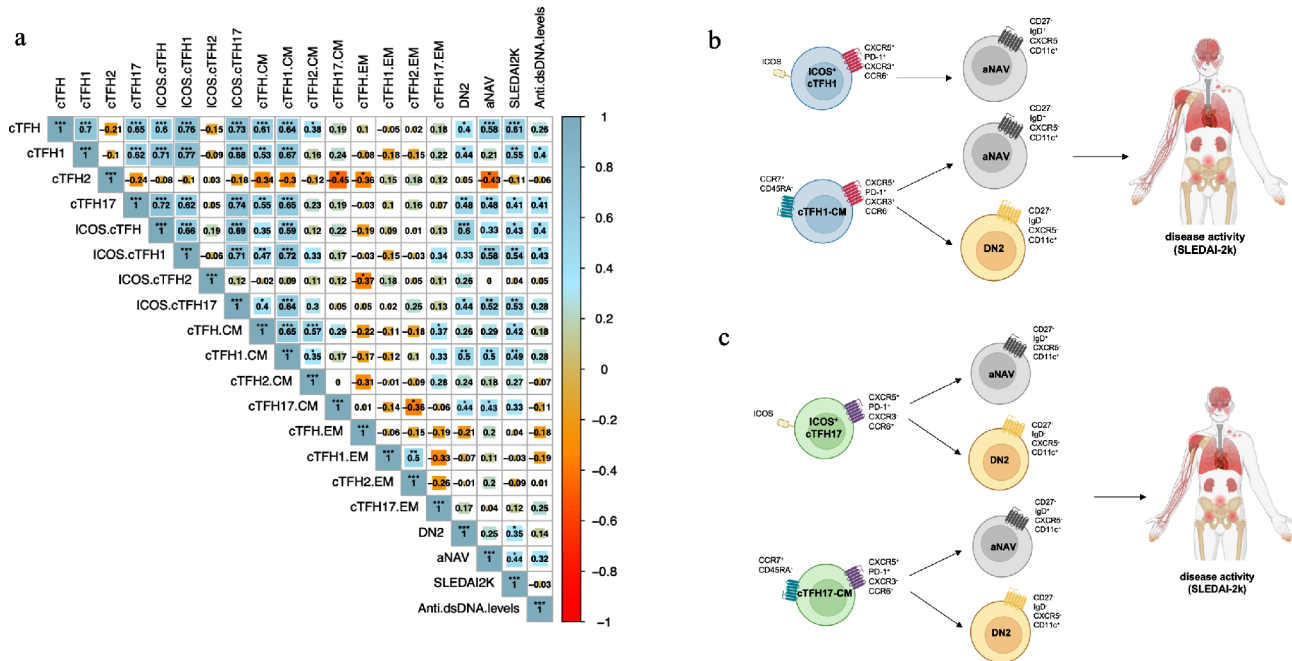 a
cTFH
cTFH1
cTFH2
cTFH17
ICOS.cTFH
ICOS.cTFH1
ICOS.cTFH2
ICOS.cTFH17
cTFH.CM
cTFH1.CM
cTFH2.CM
cTFH17.CM
cTFH.EM
cTFH1.EM
cTFH2.EM
cTFH17.EM
DN2
aNAV
SLEDAI2K
Anti.dsDNA.levels
cTFH 1 0.7 −0.21 0.65 0.6 0.76 −0.15 0.73 0.61 0.64 0.38 0.19 0.1 −0.05 0.02 0.18 0.4 0.58 0.61 0.26
cTFH1 1 −0.1 0.62 0.71 0.77 −0.09 0.68 0.53 0.67 0.16 0.24 −0.08 −0.18 −0.15 0.22 0.44 0.21 0.55 0.4
cTFH2 1 −0.24 −0.08 −0.1 0.03 −0.18 −0.34 −0.3 −0.12 −0.45 −0.36 0.15 0.18 0.12 0.05 −0.43 −0.11 −0.06
cTFH17 1 0.72 0.62 0.05 0.74 0.55 0.65 0.23 0.19 −0.03 0.1 0.16 0.07 0.48 0.48 0.41 0.41
ICOS.cTFH 1 0.66 0.19 0.69 0.35 0.59 0.12 0.22 −0.19 0.09 0.01 0.13 0.6 0.33 0.43 0.4
ICOS.cTFH1 1 −0.06 0.71 0.47 0.72 0.33 0.17 −0.03 −0.15 −0.06 0.34 0.33 0.58 0.54 0.43
ICOS.cTFH2 1 0.12 −0.02 0.09 0.11 0.12 −0.37 0.18 0.05 0.11 0.26 0 0.04 0.05
ICOS.cTFH17 1 0.4 0.64 0.3 0.05 0.05 0.02 0.25 0.13 0.44 0.52 0.53 0.28
cTFH.CM 1 0.65 0.57 0.29 −0.22 −0.11 −0.18 0.37 0.26 0.29 0.42 0.18
cTFH1.CM 1 0.35 0.17 −0.17 −0.12 0.1 0.33 0.5 0.5 0.49 0.28
cTFH2.CM 1 0 −0.31 −0.01 −0.09 0.28 0.24 0.18 0.27 −0.07
cTFH17.CM 1 0.01 −0.14 −0.36 −0.06 0.44 0.43 0.33 −0.11
cTFH.EM 1 −0.06 −0.15 −0.19 −0.21 0.2 0.04 −0.18
cTFH1.EM 1 0.5 −0.33 −0.07 0.11 −0.03 −0.19
cTFH2.EM 1 −0.26 −0.01 0.2 −0.09 0.01
cTFH17.EM 1 0.17 0.04 0.12 0.25
DN2 1 0.25 0.35 0.14
aNAV 1 0.44 0.32
SLEDAI2K 1 −0.03
Anti.dsDNA.levels 1
1
0.8
0.6
0.4
0.2
0
−0.2
−0.4
−0.6
−0.8
−1
b
ICOS
ICOS⁺
cTFH1
CXCR5⁺
PD-1⁺
CXCR3⁺
CCR6⁻
aNAV
CD27⁻
IgD⁺
CXCR5⁻
CD11c⁺
CCR7⁺
CD45RA⁻
cTFH1-CM
CXCR5⁺
PD-1⁺
CXCR3⁺
CCR6⁻
aNAV
CD27⁻
IgD⁺
CXCR5⁻
CD11c⁺
DN2
CD27⁻
IgD⁻
CXCR5⁻
CD11c⁺
disease activity
(SLEDAI-2k)
c
ICOS
ICOS⁺
cTFH17
CXCR5⁺
PD-1⁺
CXCR3⁻
CCR6⁺
aNAV
CD27⁻
IgD⁺
CXCR5⁻
CD11c⁺
DN2
CD27⁻
IgD⁻
CXCR5⁻
CD11c⁺
CCR7⁺
CD45RA⁻
cTFH17-CM
CXCR5⁺
PD-1⁺
CXCR3⁻
CCR6⁺
aNAV
CD27⁻
IgD⁺
CXCR5⁻
CD11c⁺
DN2
CD27⁻
IgD⁻
CXCR5⁻
CD11c⁺
disease activity
(SLEDAI-2k)